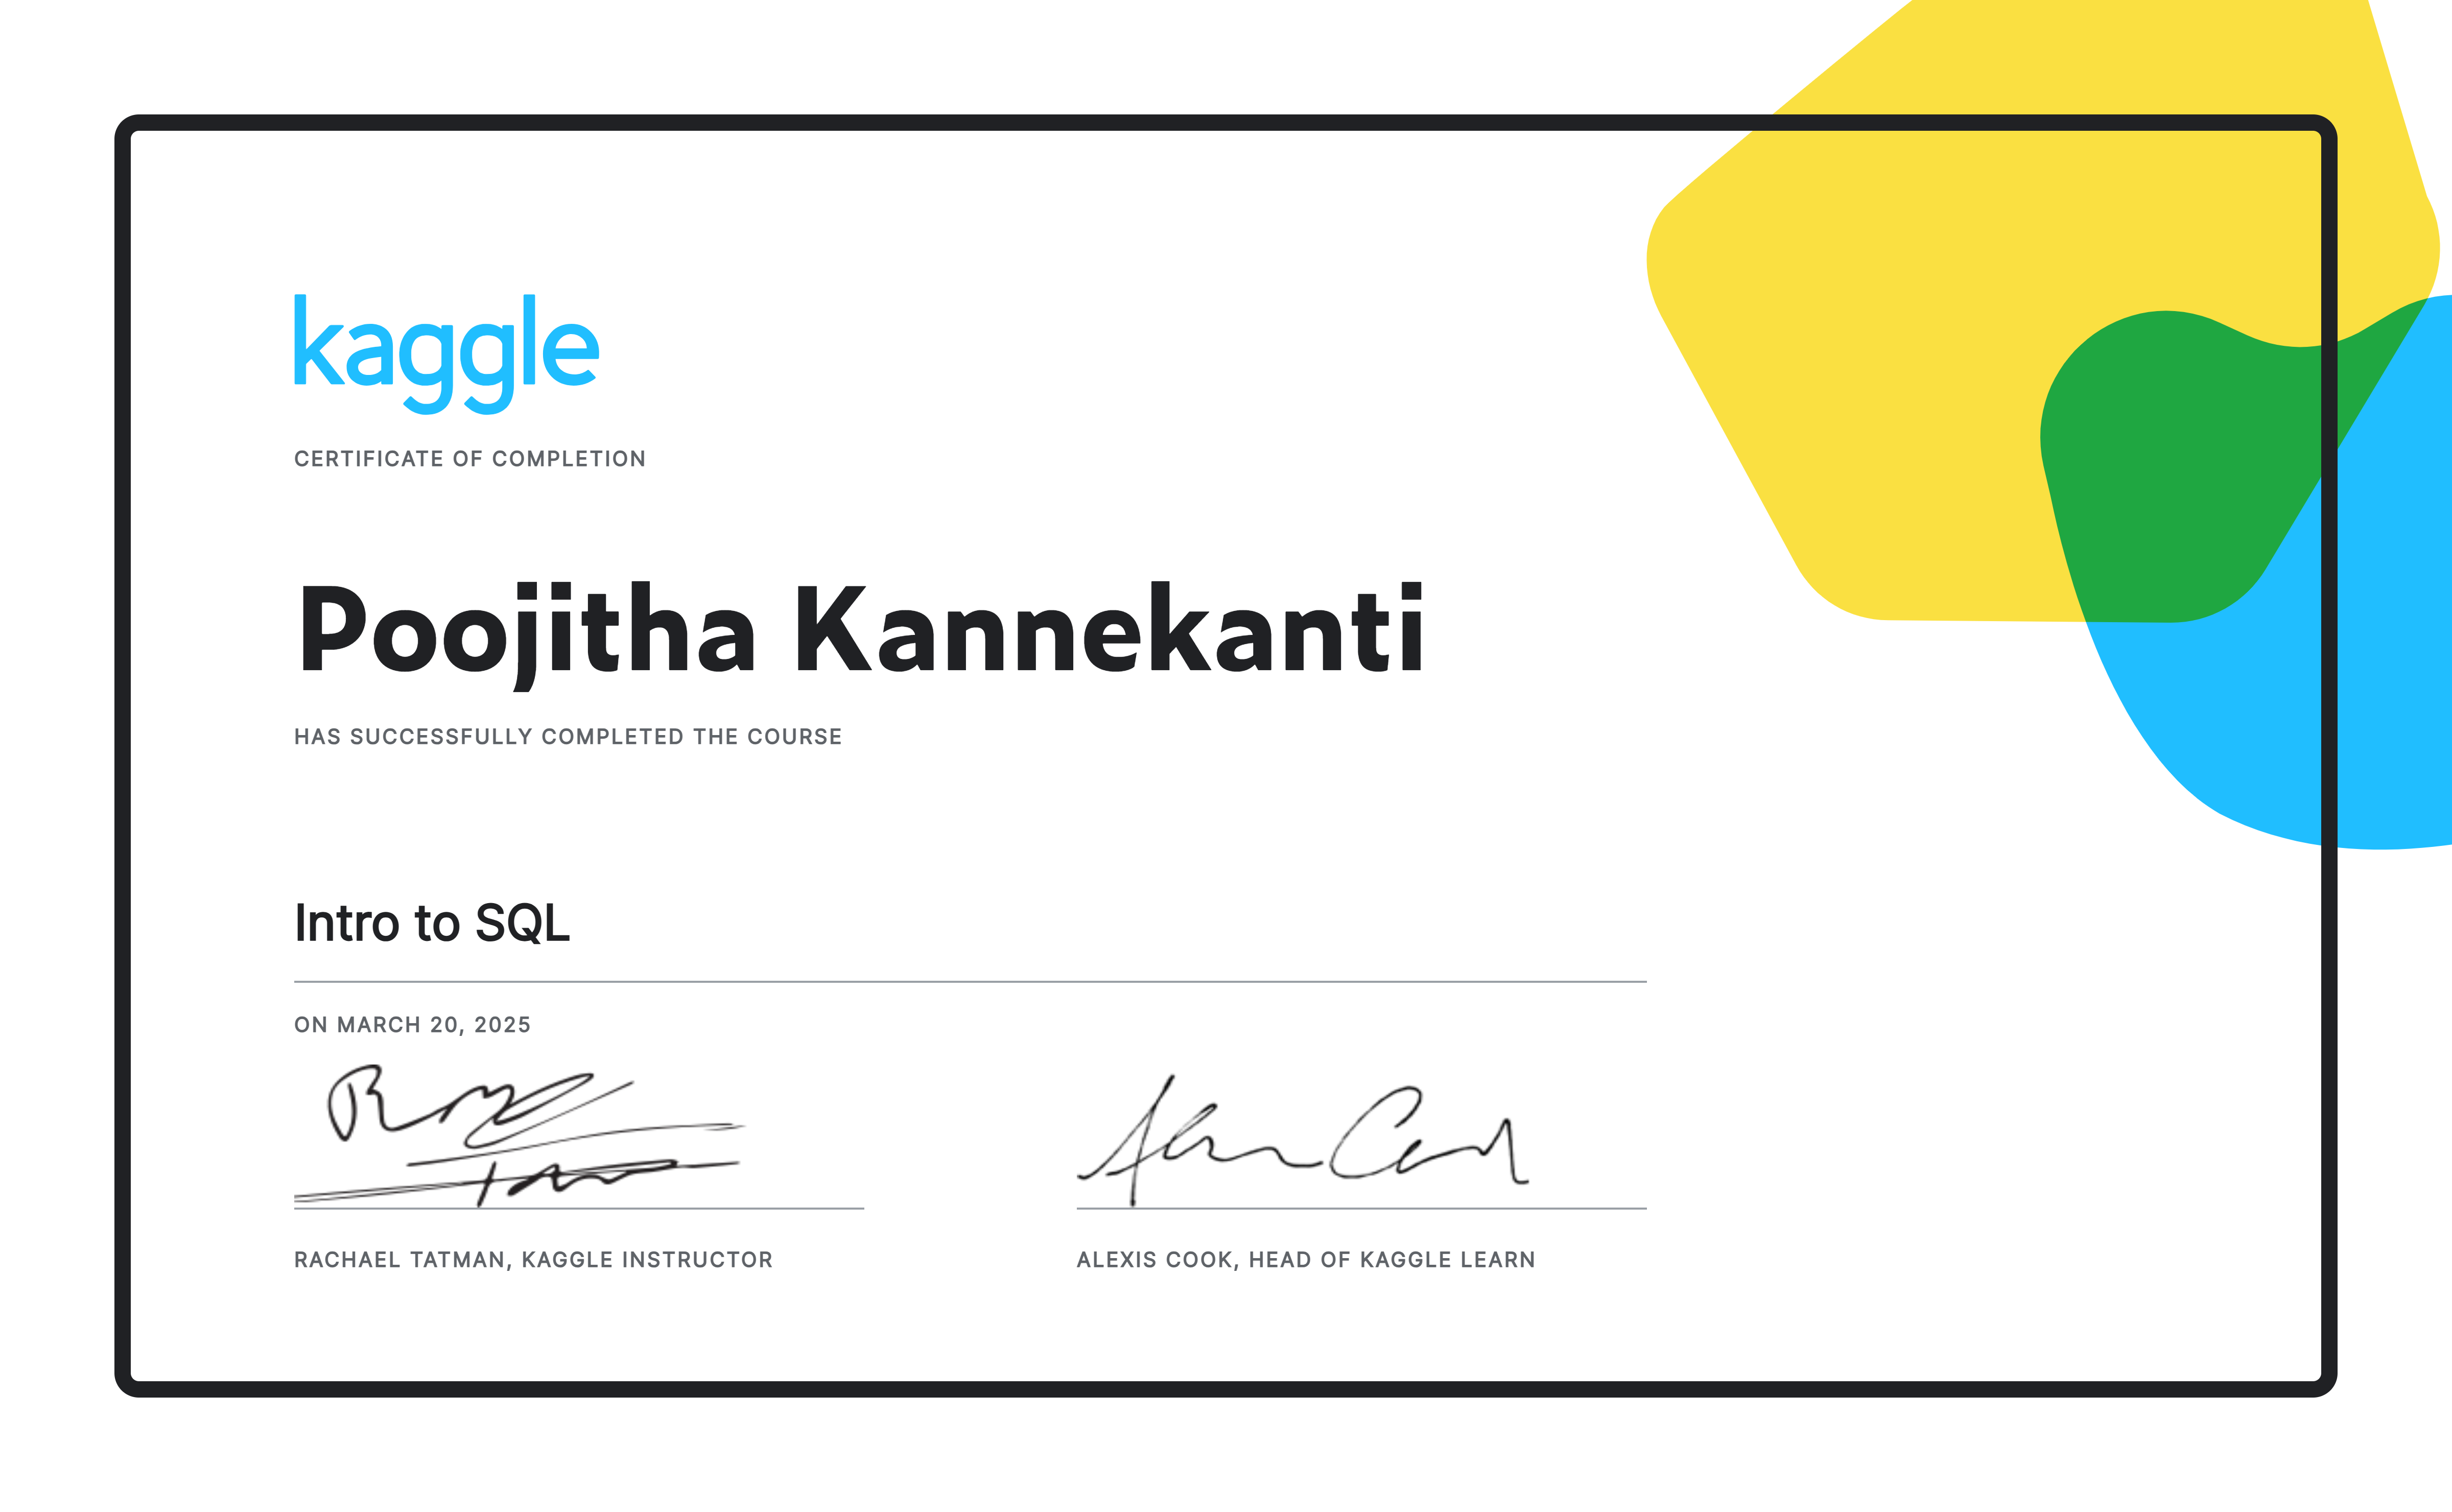 kaggle
CERTIFICATE OF COMPLETION
Poojitha Kannekanti
HAS SUCCESSFULLY COMPLETED THE COURSE
Intro to SQL
ON MARCH 20, 2025
RACHAEL TATMAN, KAGGLE INSTRUCTOR
ALEXIS COOK, HEAD OF KAGGLE LEARN